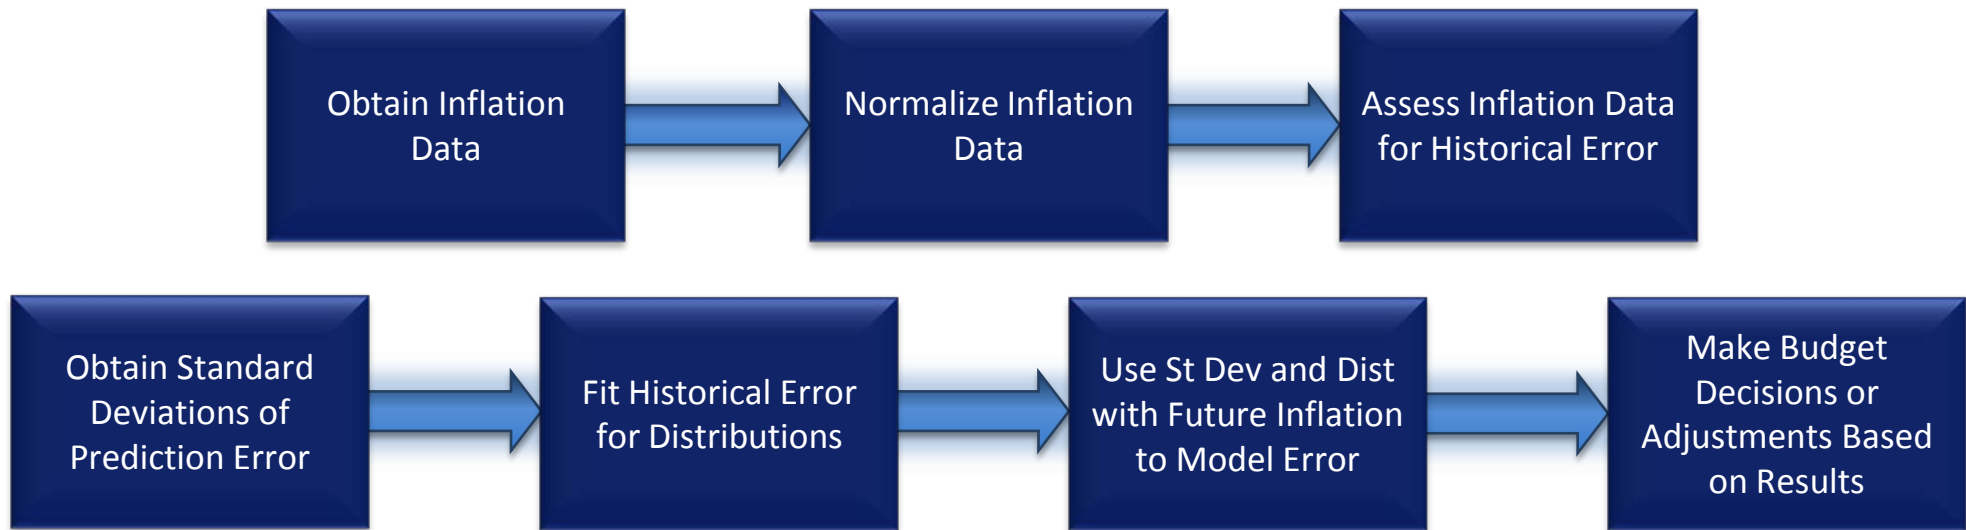 Obtain Inflation
Data
Normalize Inflation
Data
Assess Inflation Data
for Historical Error
Obtain Standard
Deviations of
Prediction Error
Fit Historical Error
for Distributions
Use St Dev and Dist
with Future Inflation
to Model Error
Make Budget
Decisions or
Adjustments Based
on Results